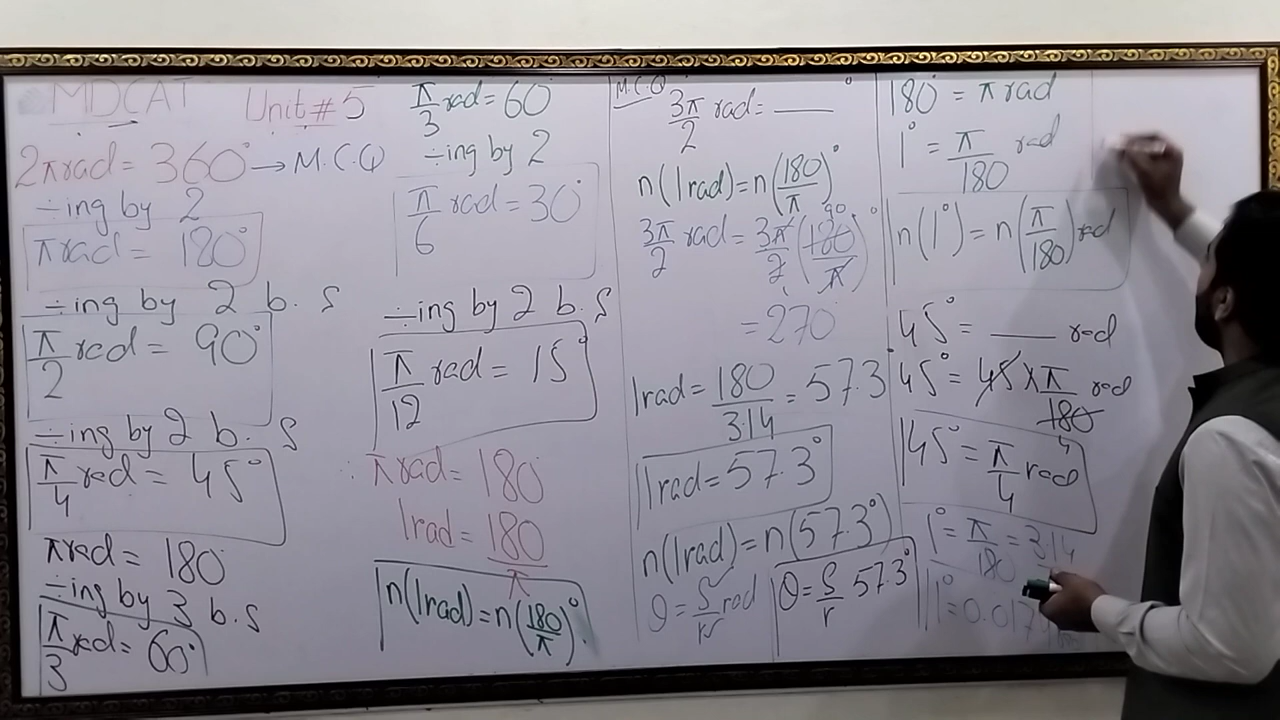 MDCAT
Unit # 5
2π rad = 360° → M.C.Q
÷ing by 2
π rad = 180°
÷ing by 2 b.S
π/2 rad = 90°
÷ing by 2 b.S
π/4 rad = 45°
π rad = 180°
÷ing by 3 b.S
π/3 rad = 60°
π/3 rad = 60°
÷ing by 2
π/6 rad = 30°
÷ing by 2 b.S
π/12 rad = 15°
∴ π rad = 180°
1 rad = 180°/π
n(1 rad) = n(180/π)°
M.C.Q
3π/2 rad = ____°
n(1 rad) = n(180/π)°
3π/2 rad = 3π/2 (180/π)° 90
= 270°
1 rad = 180/3.14 = 57.3°
1 rad = 57.3°
n(1 rad) = n(57.3°)
θ = S/r rad
θ = S/r 57.3°
180° = π rad
1° = π/180 rad
n(1°) = n(π/180) rad
45° = ____ rad
45° = 45 × π/180 rad
4
45° = π/4 rad
1° = π/180 = 3.14
1° = 0.017